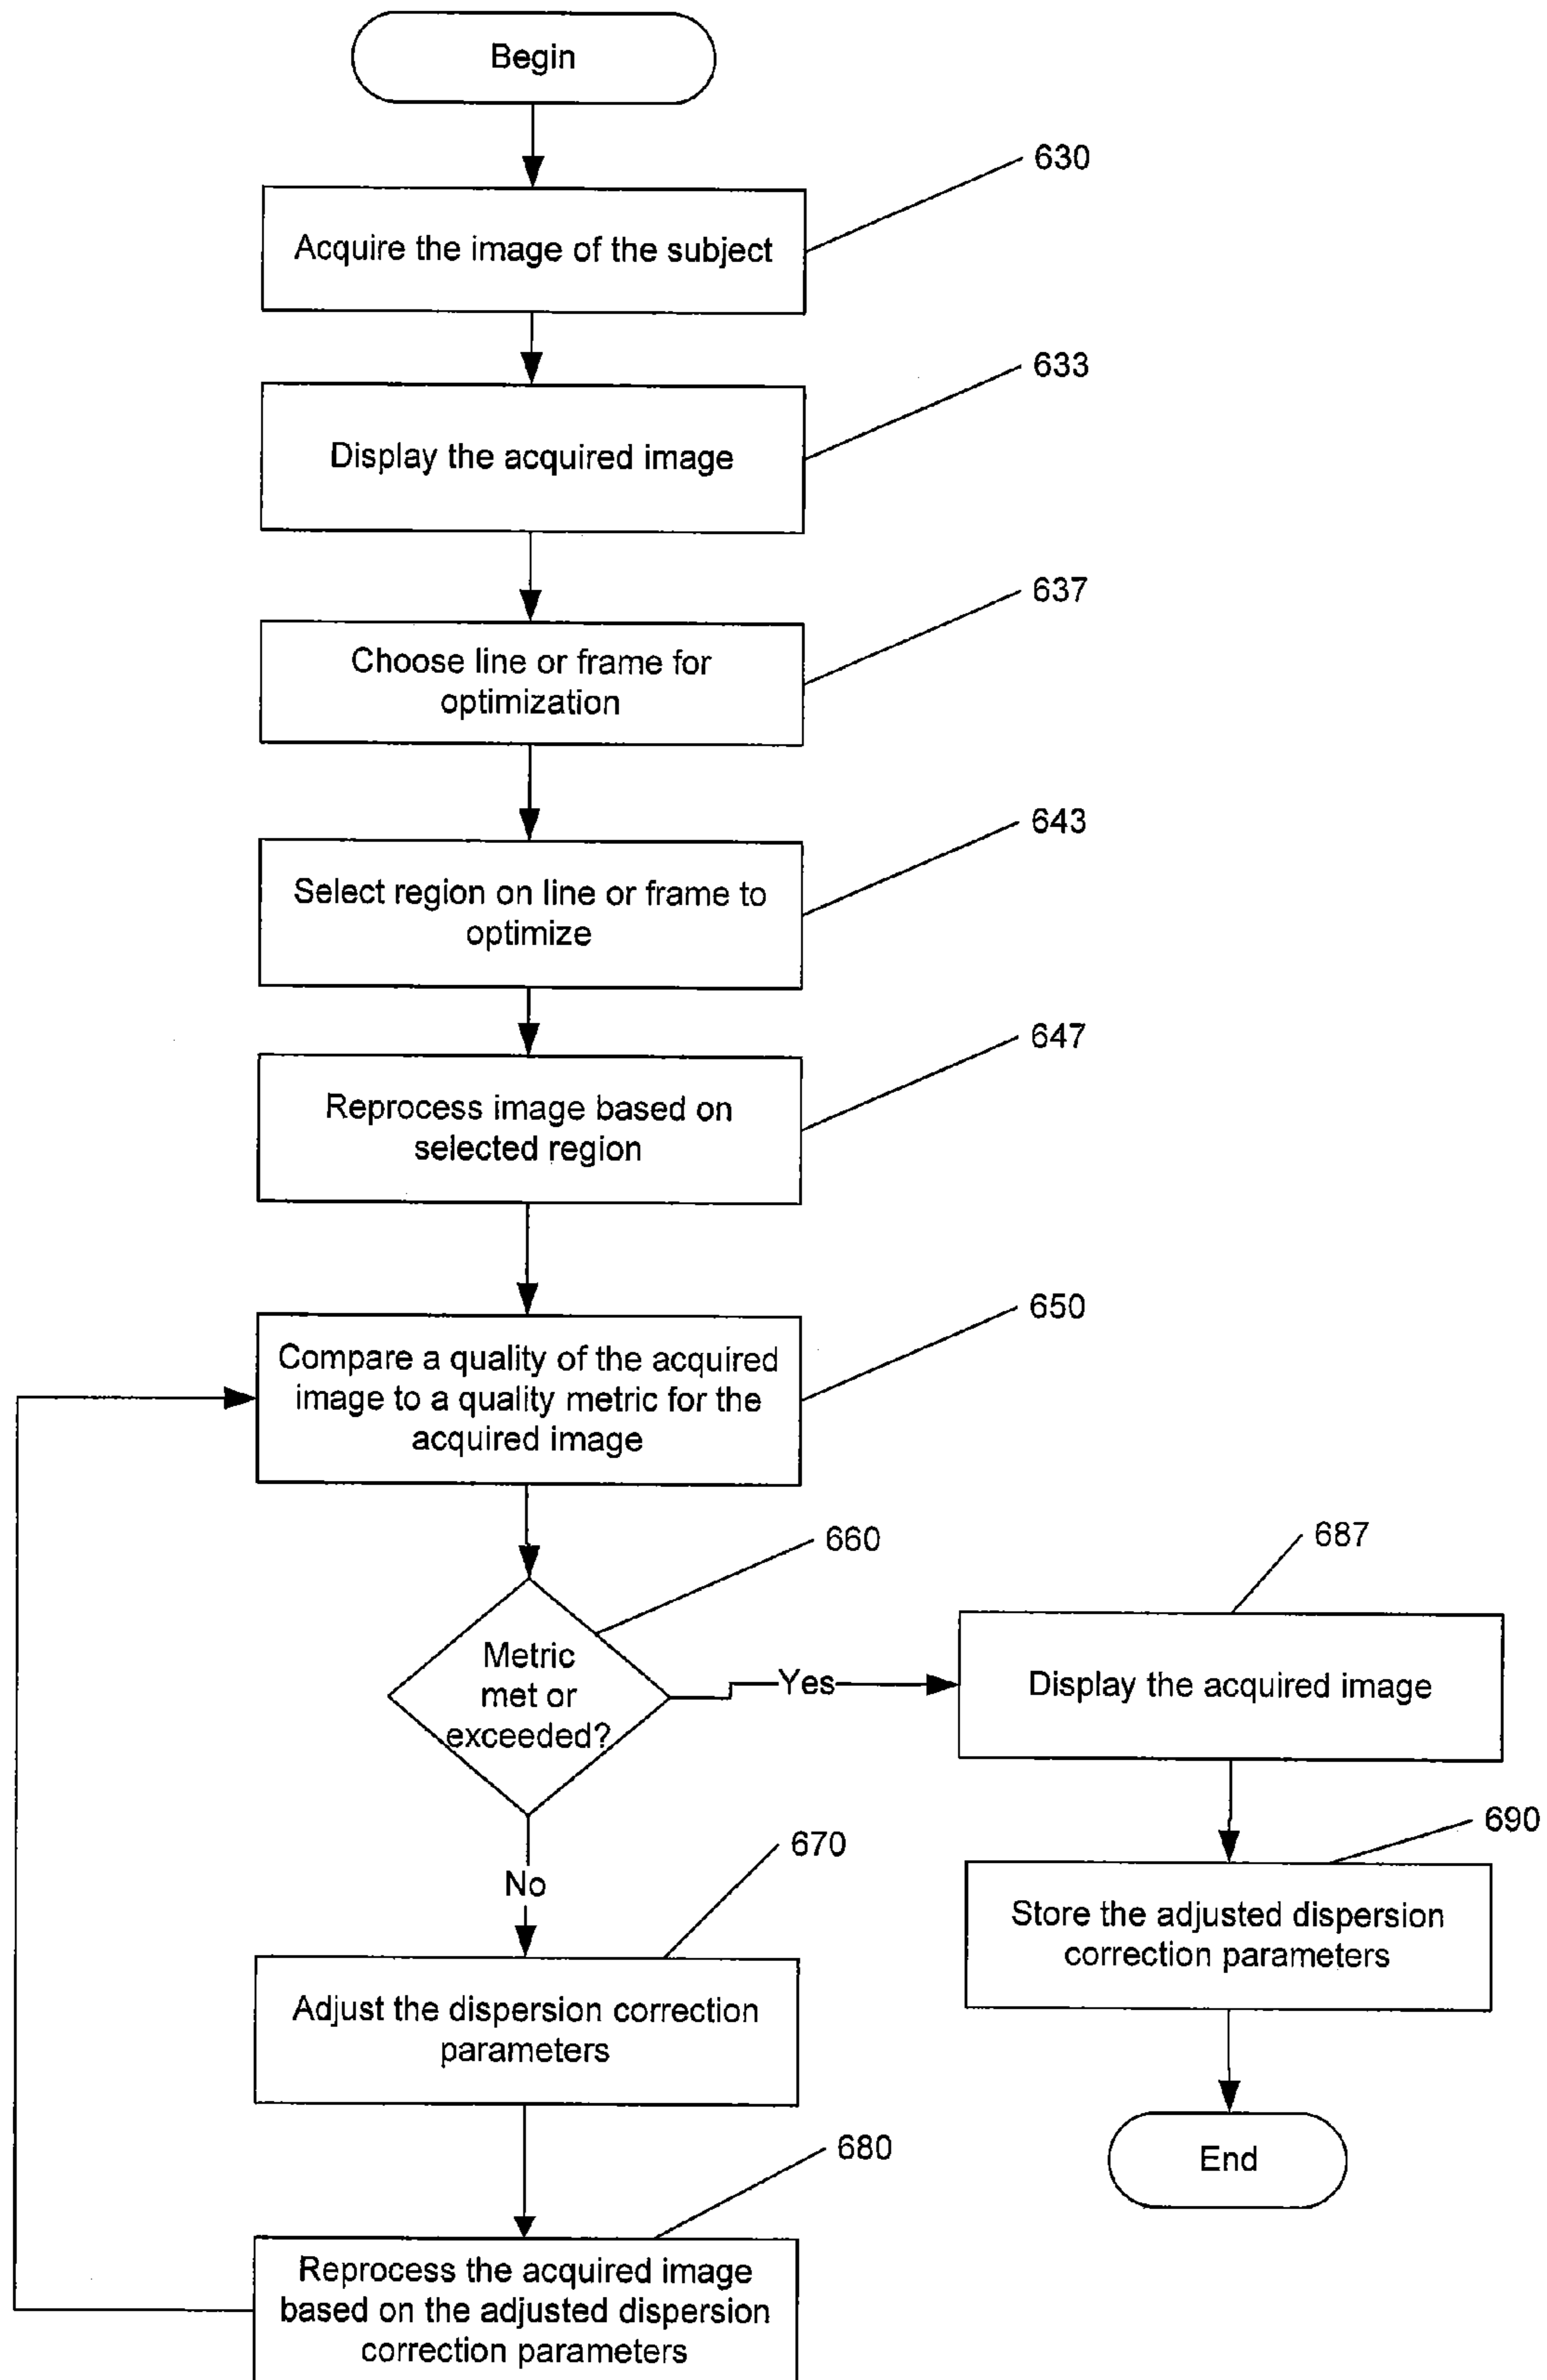 Begin
630
Acquire the image of the subject
633
Display the acquired image
637
Choose line or frame for
optimization
643
Select region on line or frame to
optimize
647
Reprocess image based on
selected region
650
Compare a quality of the acquired
image to a quality metric for the
acquired image
660
Metric
met or
exceeded?
Yes
687
Display the acquired image
No
670
Adjust the dispersion correction
parameters
690
Store the adjusted dispersion
correction parameters
680
Reprocess the acquired image
based on the adjusted dispersion
correction parameters
End